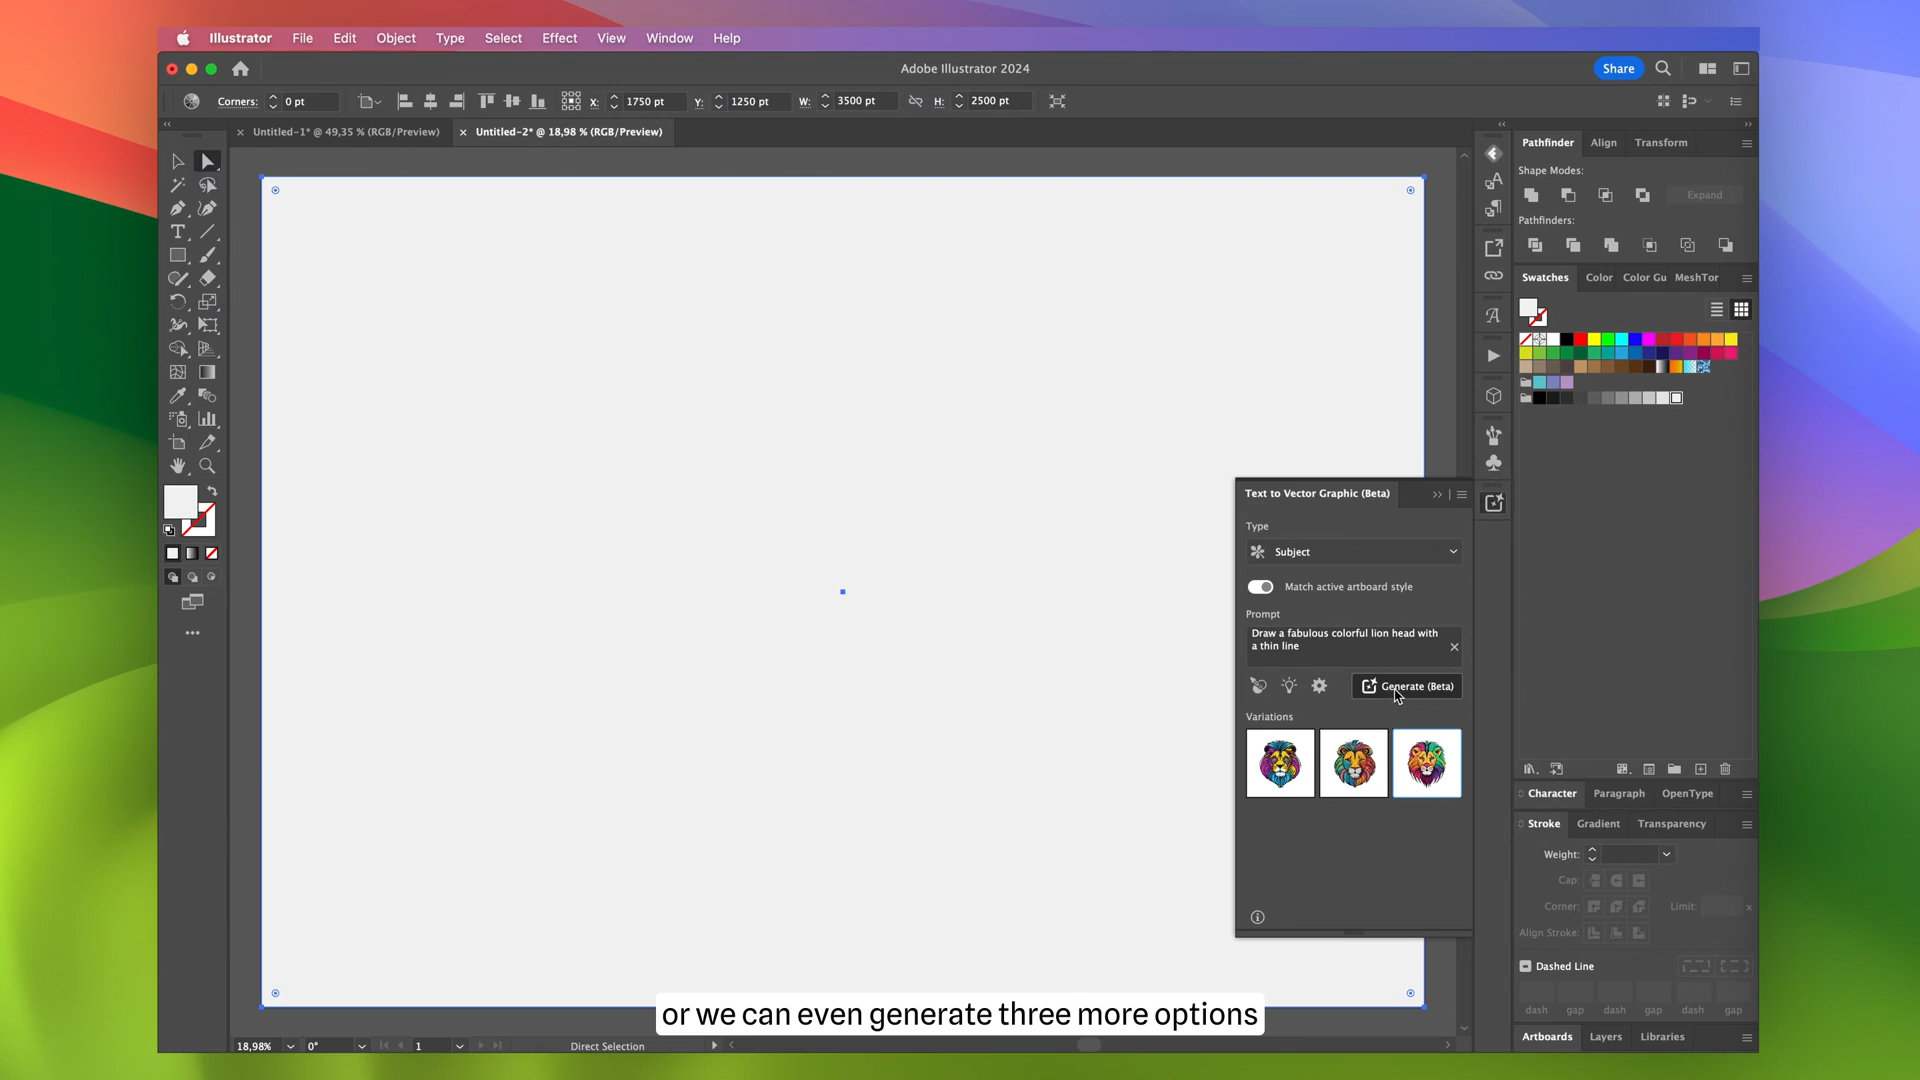 Illustrator File Edit Object Type Select Effect View Window Help
Adobe Illustrator 2024
Share
Corners: 0 pt X: 1750 pt Y: 1250 pt W: 3500 pt H: 2500 pt
Untitled-1* @ 49,35 % (RGB/Preview) Untitled-2* @ 18,98 % (RGB/Preview)
Pathfinder Align Transform
Shape Modes:
Expand
Pathfinders:
Swatches Color Color Gu MeshTor
Text to Vector Graphic (Beta)
Type
Subject
Match active artboard style
Prompt
Draw a fabulous colorful lion head with
a thin line
Generate (Beta)
Variations
Character Paragraph OpenType
Stroke Gradient Transparency
Weight:
Cap:
Corner: Limit: x
Align Stroke:
Dashed Line
dash gap dash gap dash gap
Artboards Layers Libraries
or we can even generate three more options
18,98% 0° 1 Direct Selection